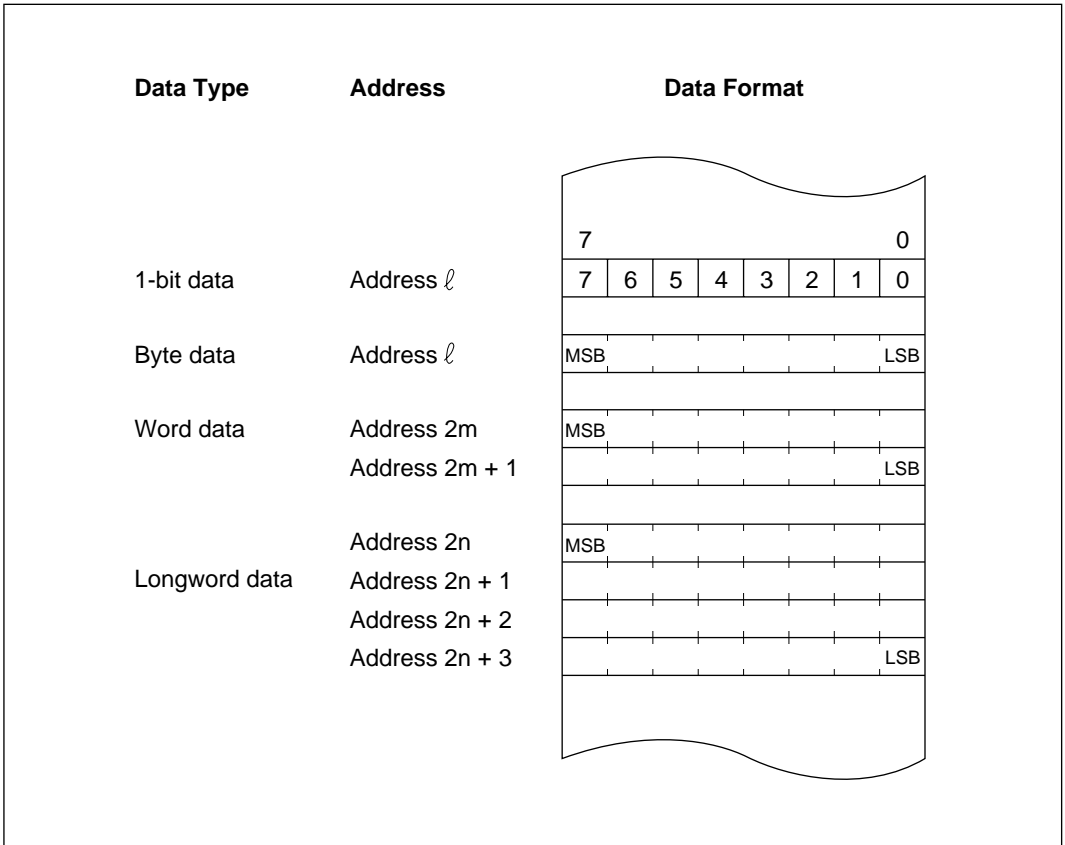 Data Type Address Data Format
7 0
1-bit data Address ℓ 7 6 5 4 3 2 1 0
Byte data Address ℓ MSB LSB
Word data Address 2m MSB
Address 2m + 1 LSB
Address 2n MSB
Longword data Address 2n + 1
Address 2n + 2
Address 2n + 3 LSB